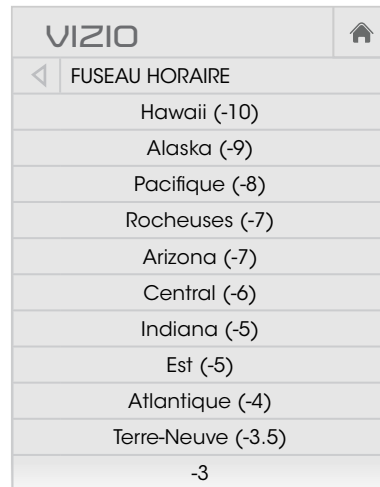 VIZIO
FUSEAU HORAIRE
Hawaii (-10)
Alaska (-9)
Pacifique (-8)
Rocheuses (-7)
Arizona (-7)
Central (-6)
Indiana (-5)
Est (-5)
Atlantique (-4)
Terre-Neuve (-3.5)
-3